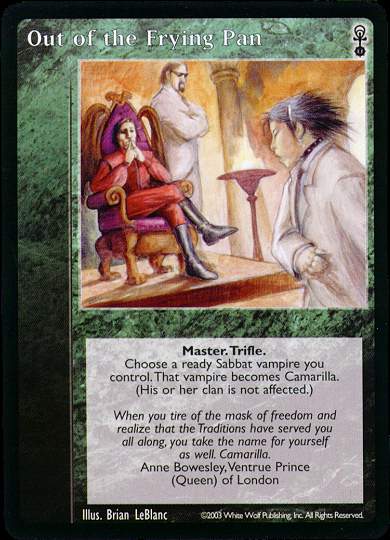 Out of the Frying Pan
Master. Trifle.
Choose a ready Sabbat vampire you
control. That vampire becomes Camarilla.
(His or her clan is not affected.)
When you tire of the mask of freedom and
realize that the Traditions have served you
all along, you take the name for yourself
as well. Camarilla.
Anne Bowesley, Ventrue Prince
(Queen) of London
Illus. Brian LeBlanc
©2003 White Wolf Publishing, Inc. All Rights Reserved.